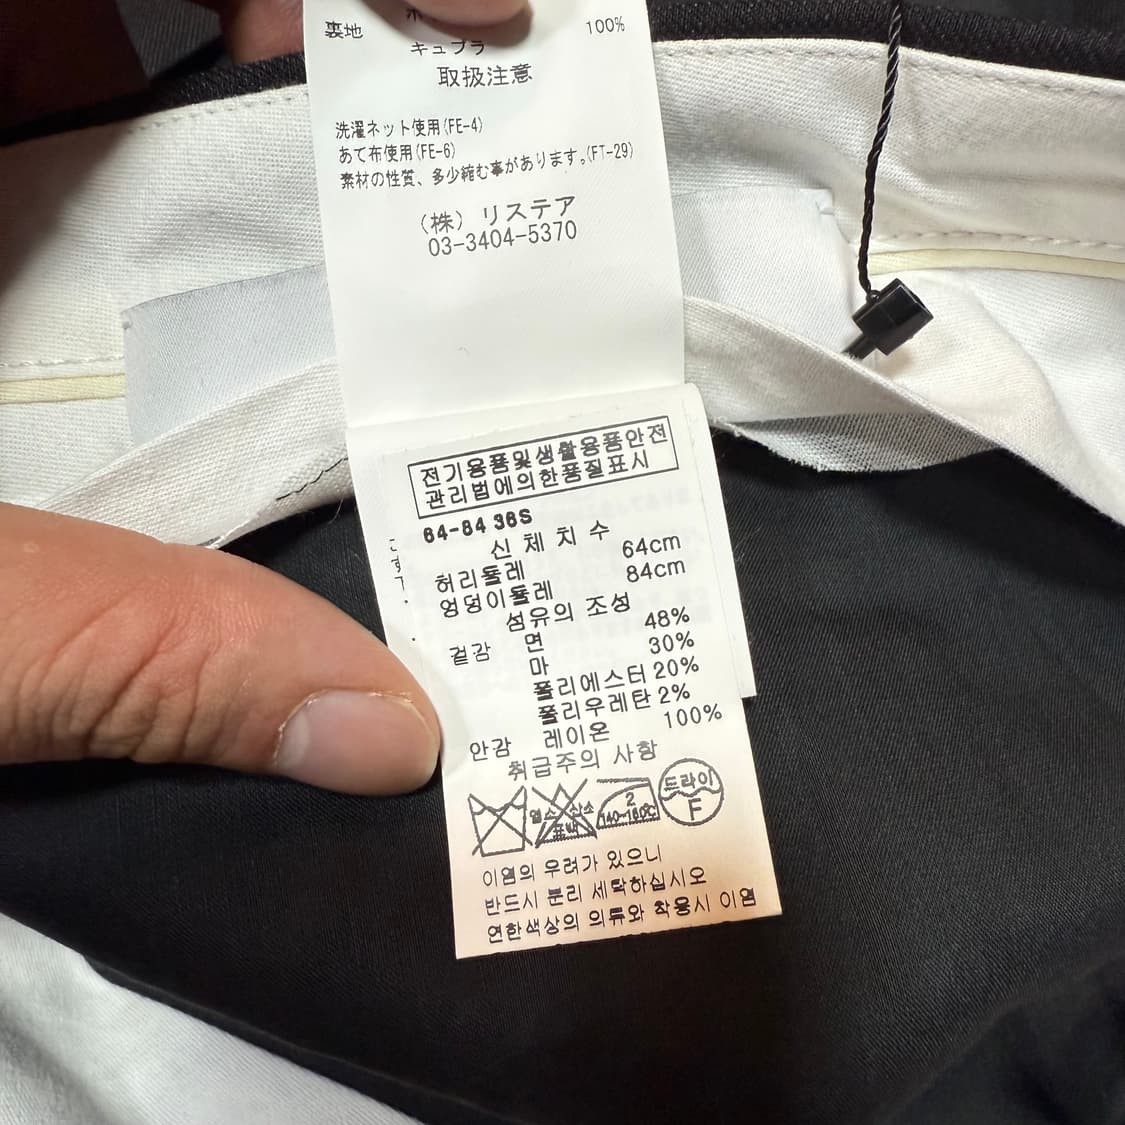 裏地
キュプラ 100%
取扱注意
洗濯ネット使用(FE-4)
あて布使用(FE-6)
素材の性質、多少縮む事があります。(FT-29)
(株) リステア
03-3404-5370
전기용품및생활용품안전
관리법에의한품질표시
64-84 36S
신체치수
허리둘레 64cm
엉덩이둘레 84cm
섬유의 조성
겉감 면 48%
마 30%
폴리에스터 20%
폴리우레탄 2%
안감 레이온 100%
취급주의 사항
염소 산소
표백
2
140~160℃
드라이
F
이염의 우려가 있으니
반드시 분리 세탁하십시오
연한색상의 의류와 착용시 이염